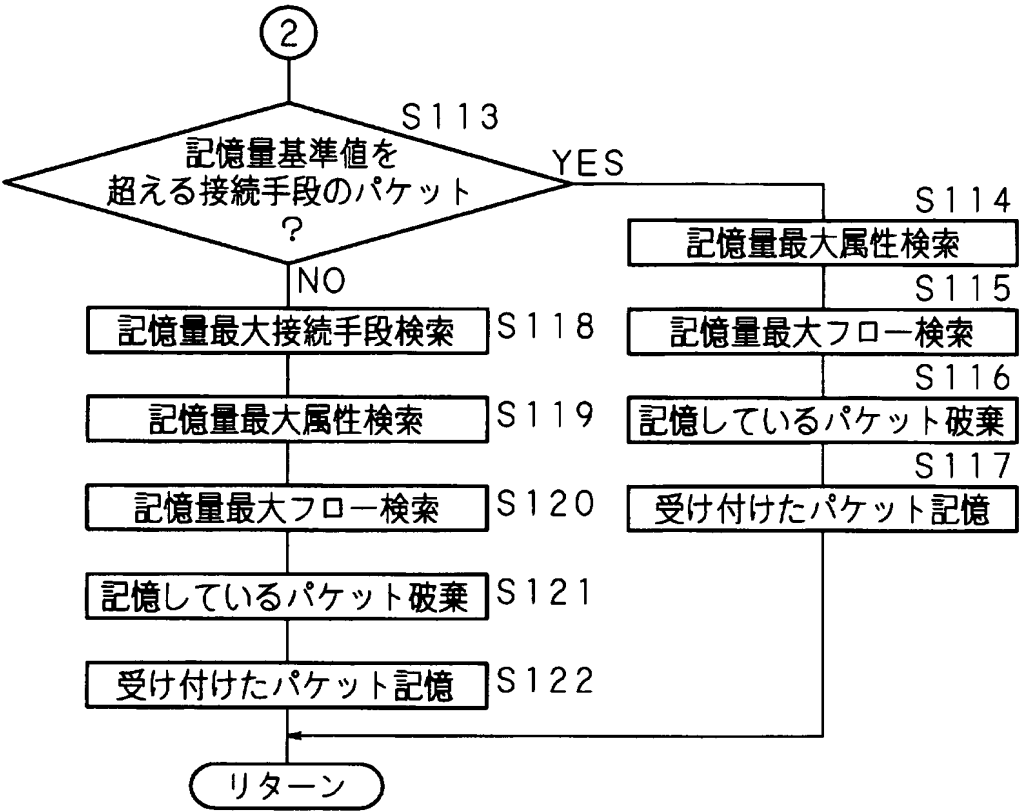 2
S113
記憶量基準値を
超える接続手段のパケット
?
YES
NO
S114
記憶量最大属性検索
S115
記憶量最大フロー検索
S116
記憶しているパケット破棄
S117
受け付けたパケット記憶
記憶量最大接続手段検索 S118
記憶量最大属性検索 S119
記憶量最大フロー検索 S120
記憶しているパケット破棄 S121
受け付けたパケット記憶 S122
リターン